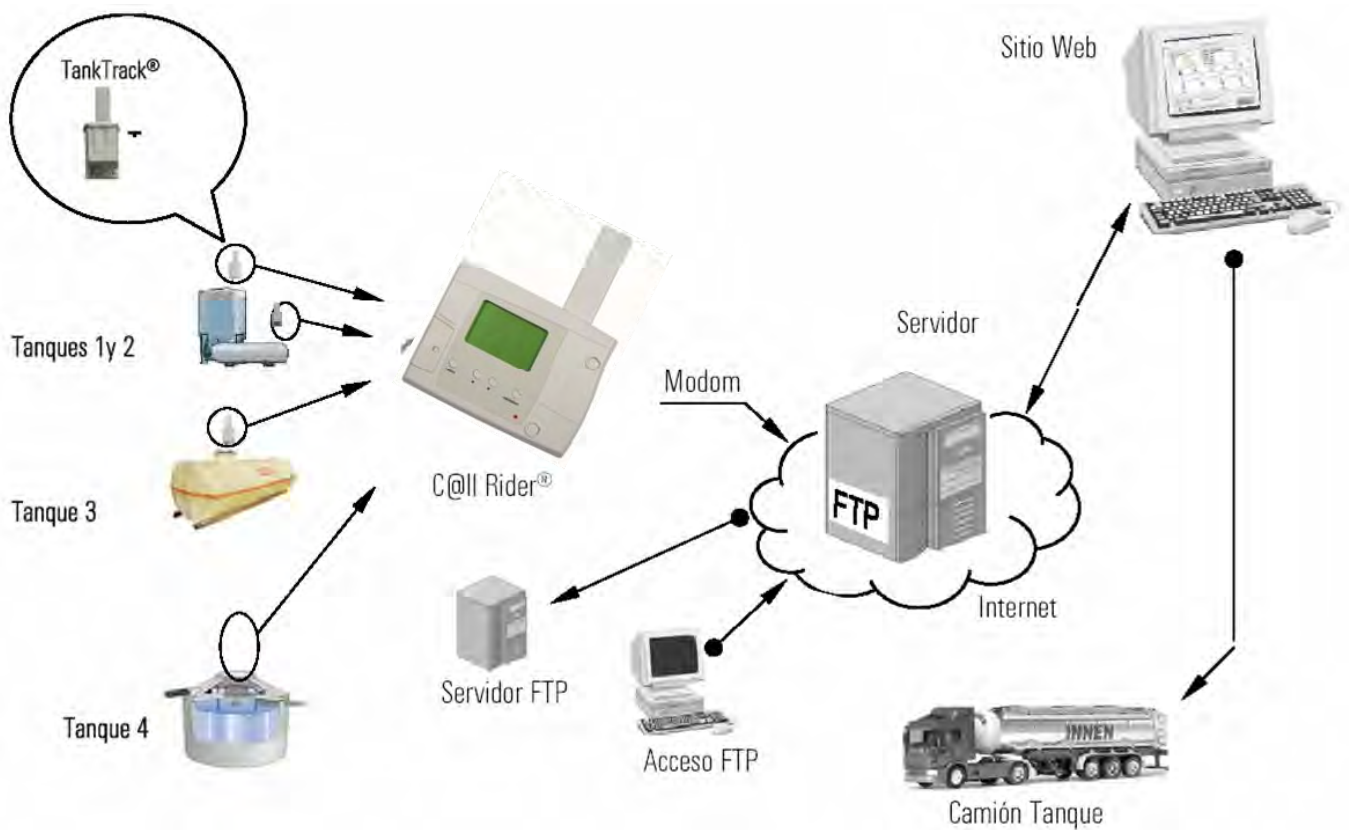 TankTrack®
Sitio Web
Tanques 1y 2
Servidor
Modom
C@ll Rider®
FTP
Tanque 3
Internet
Servidor FTP
Tanque 4
Acceso FTP
INNEN
Camión Tanque